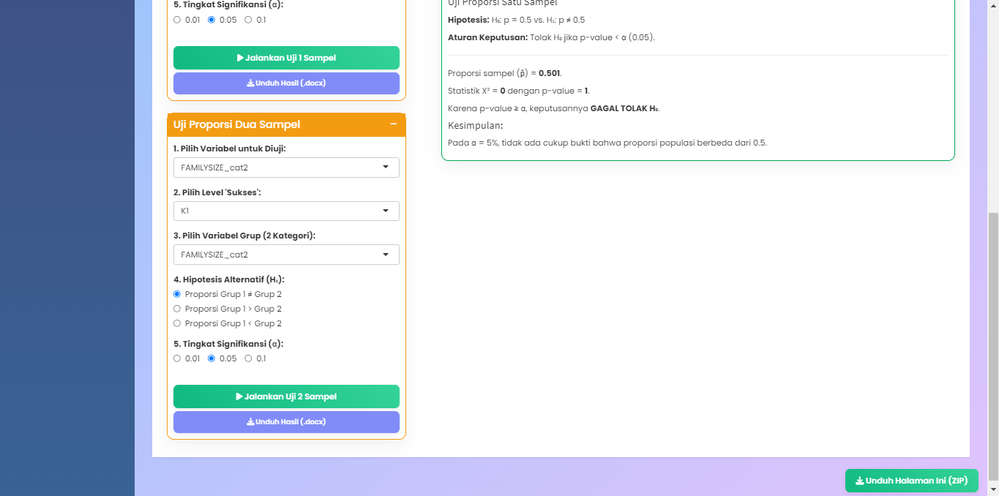 5. Tingkat Signifikansi (α):
0.01 0.05 0.1
Jalankan Uji 1 Sampel
Unduh Hasil (.docx)
Uji Proporsi Dua Sampel
1. Pilih Variabel untuk Diuji:
FAMILYSIZE_cat2
2. Pilih Level 'Sukses':
K1
3. Pilih Variabel Grup (2 Kategori):
FAMILYSIZE_cat2
4. Hipotesis Alternatif (H₁):
Proporsi Grup 1 ≠ Grup 2
Proporsi Grup 1 > Grup 2
Proporsi Grup 1 < Grup 2
5. Tingkat Signifikansi (α):
0.01 0.05 0.1
Jalankan Uji 2 Sampel
Unduh Hasil (.docx)
Uji Proporsi Satu Sampel
Hipotesis: H₀: p = 0.5 vs. H₁: p ≠ 0.5
Aturan Keputusan: Tolak H₀ jika p-value < α (0.05).
Proporsi sampel (p̂) = 0.501.
Statistik X² = 0 dengan p-value = 1.
Karena p-value ≥ α, keputusannya GAGAL TOLAK H₀.
Kesimpulan:
Pada α = 5%, tidak ada cukup bukti bahwa proporsi populasi berbeda dari 0.5.
Unduh Halaman Ini (ZIP)